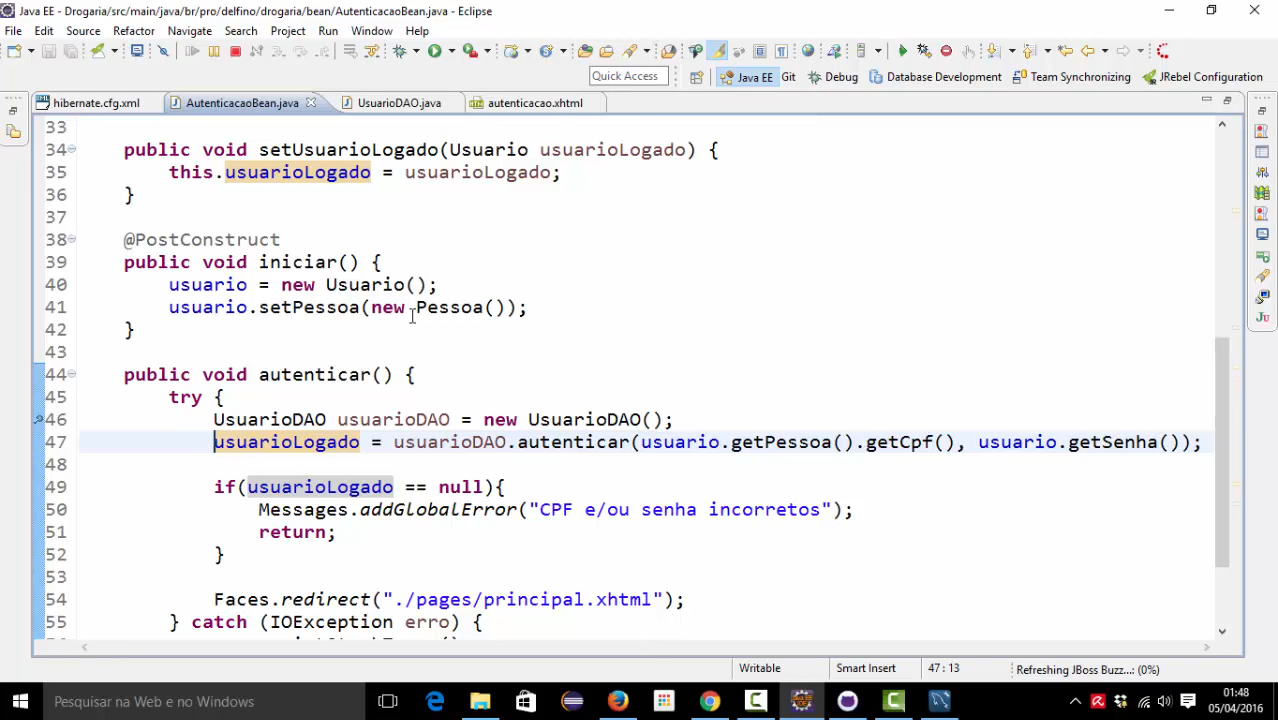 Java EE - Drogaria/src/main/java/br/pro/delfino/drogaria/bean/AutenticacaoBean.java - Eclipse
File Edit Source Refactor Navigate Search Project Run Window Help
Quick Access Java EE Git Debug Database Development Team Synchronizing JRebel Configuration
hibernate.cfg.xml AutenticacaoBean.java UsuarioDAO.java autenticacao.xhtml
33
34 public void setUsuarioLogado(Usuario usuarioLogado) {
35 this.usuarioLogado = usuarioLogado;
36 }
37
38 @PostConstruct
39 public void iniciar() {
40 usuario = new Usuario();
41 usuario.setPessoa(new Pessoa());
42 }
43
44 public void autenticar() {
45 try {
46 UsuarioDAO usuarioDAO = new UsuarioDAO();
47 usuarioLogado = usuarioDAO.autenticar(usuario.getPessoa().getCpf(), usuario.getSenha());
48
49 if(usuarioLogado == null){
50 Messages.addGlobalError("CPF e/ou senha incorretos");
51 return;
52 }
53
54 Faces.redirect("./pages/principal.xhtml");
55 } catch (IOException erro) {
Writable Smart Insert 47 : 13 Refreshing JBoss Buzz...: (0%)
Pesquisar na Web e no Windows
01:48
05/04/2016